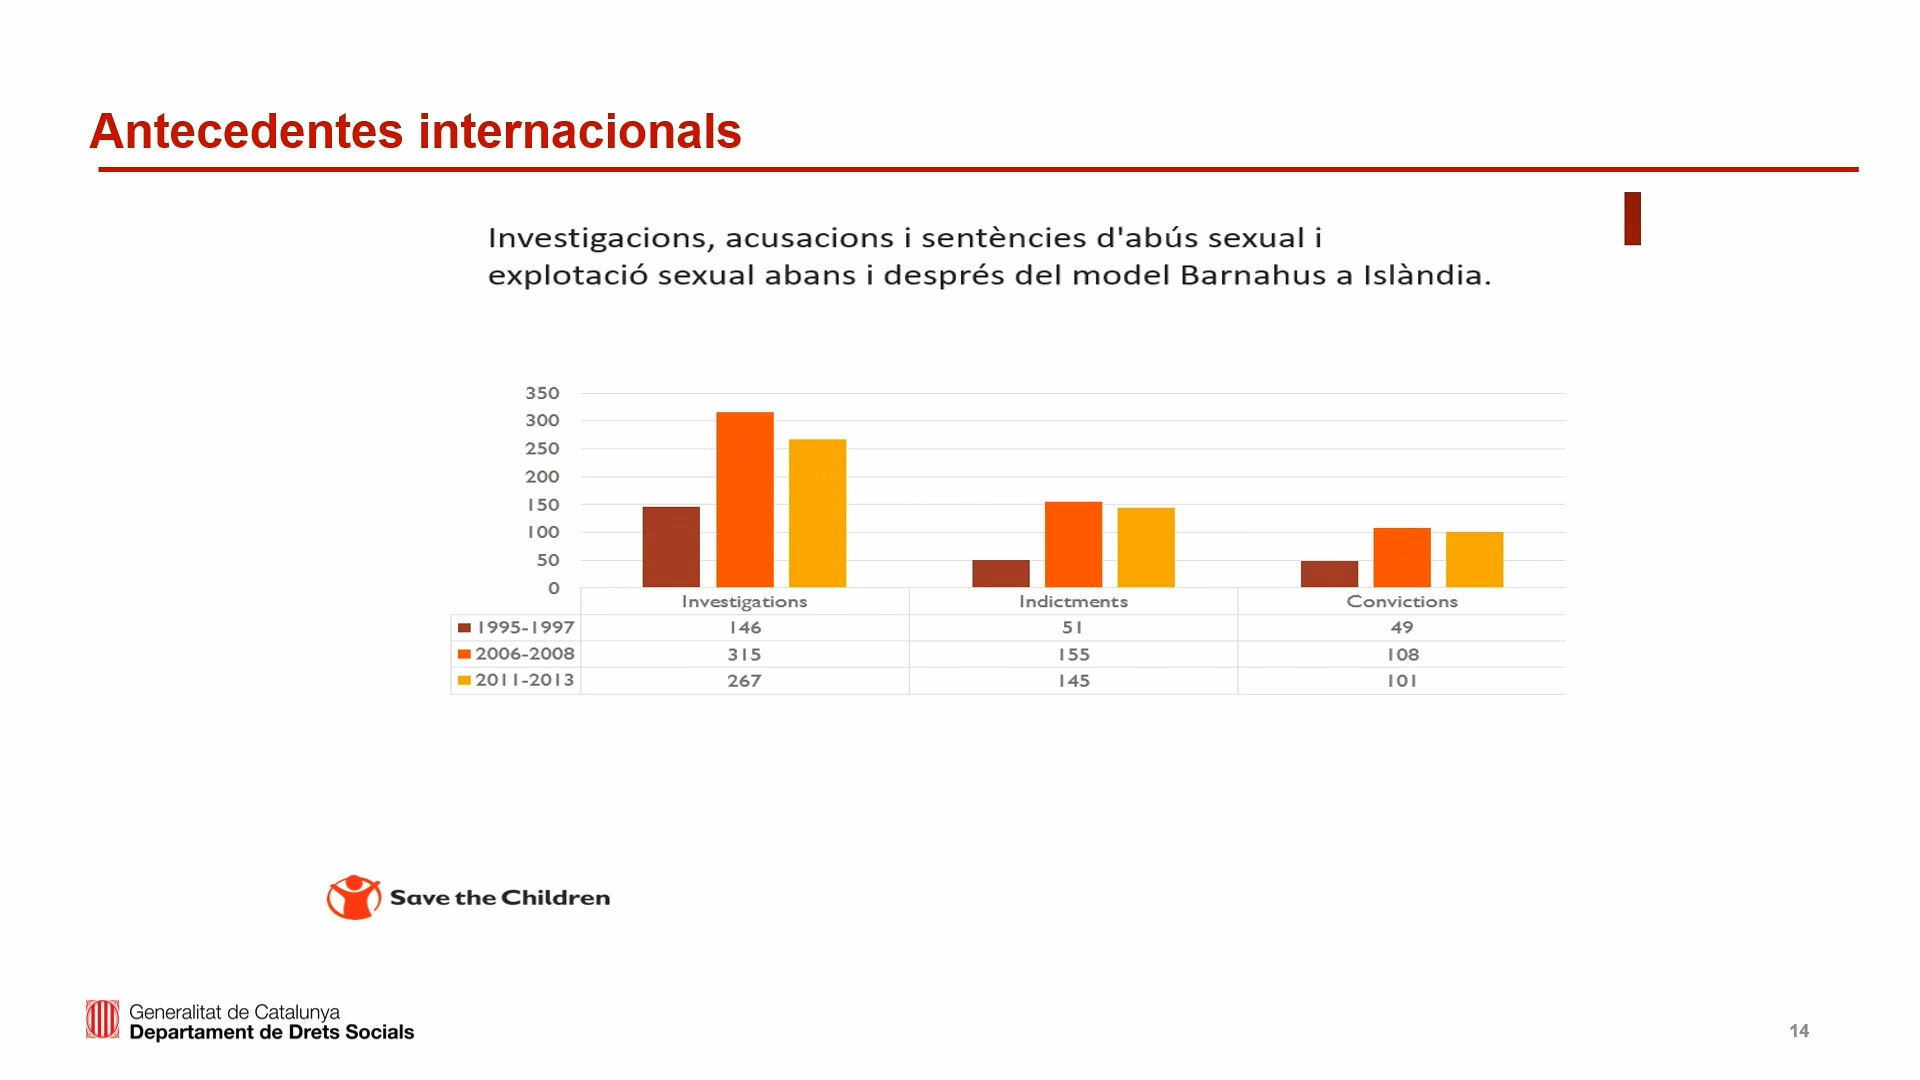 Antecedentes internacionals
Investigacions, acusacions i sentències d'abús sexual i
explotació sexual abans i després del model Barnahus a Islàndia.
350
300
250
200
150
100
50
0
Investigations Indictments Convictions
1995-1997 146 51 49
2006-2008 315 155 108
2011-2013 267 145 101
Save the Children
Generalitat de Catalunya
Departament de Drets Socials
14